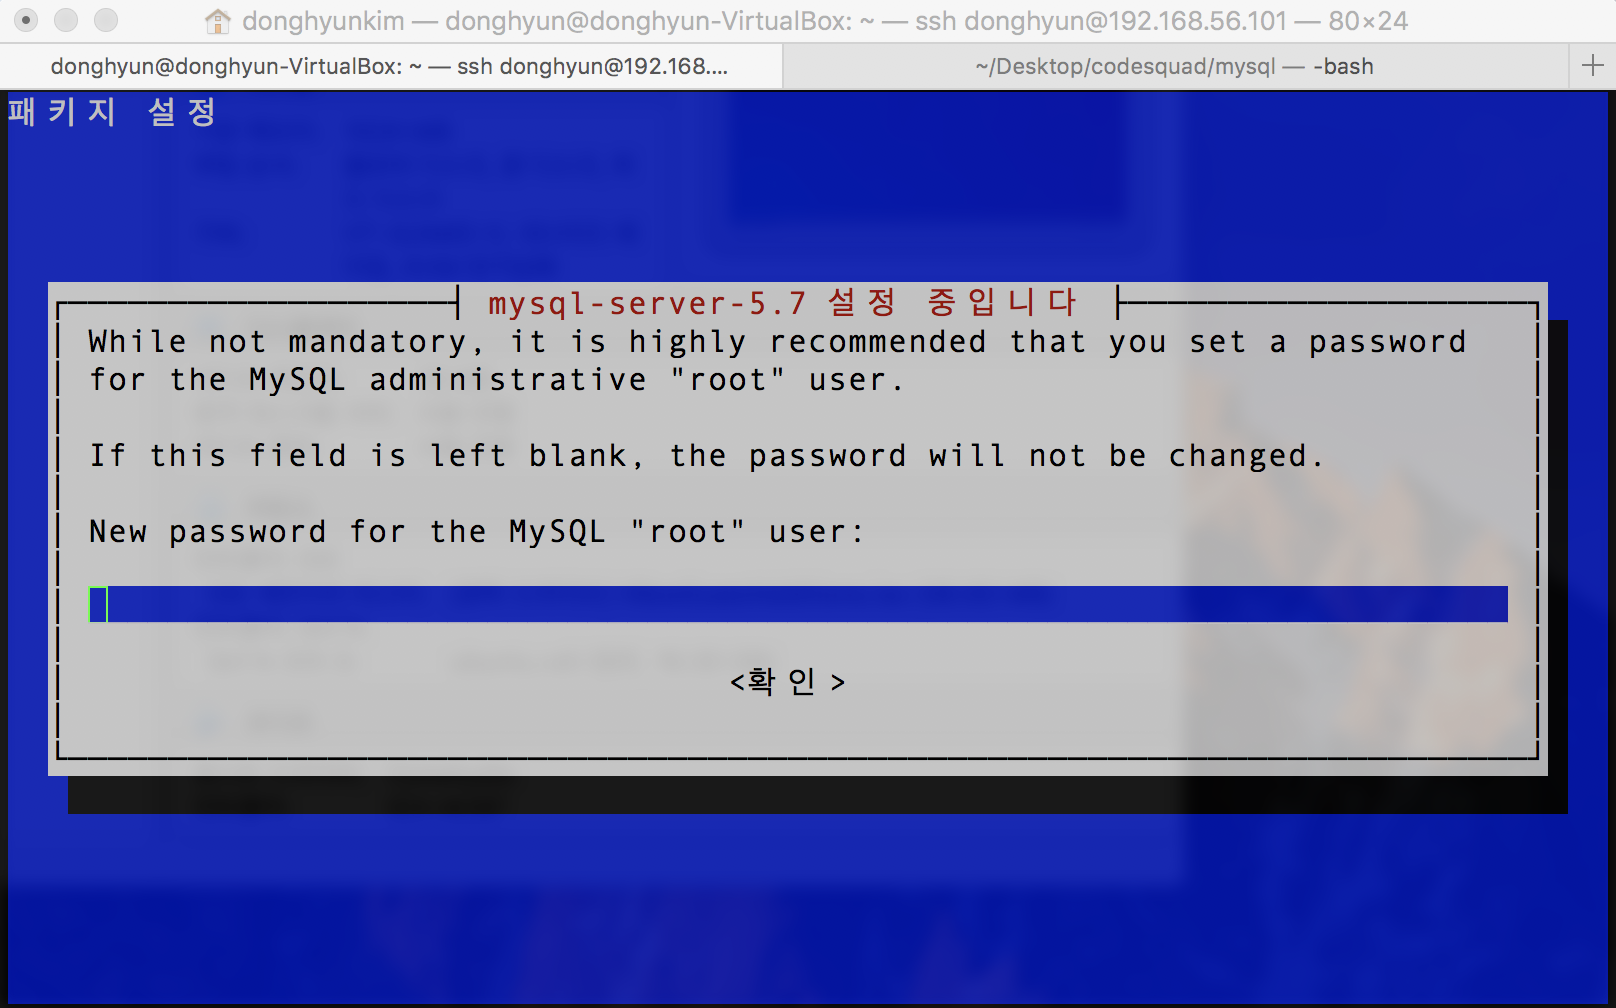 donghyunkim — donghyun@donghyun-VirtualBox: ~ — ssh donghyun@192.168.56.101 — 80×24
donghyun@donghyun-VirtualBox: ~ — ssh donghyun@192.168....
~/Desktop/codesquad/mysql — -bash
패키지 설정
mysql-server-5.7 설정 중입니다
While not mandatory, it is highly recommended that you set a password
for the MySQL administrative "root" user.
If this field is left blank, the password will not be changed.
New password for the MySQL "root" user:
<확인>